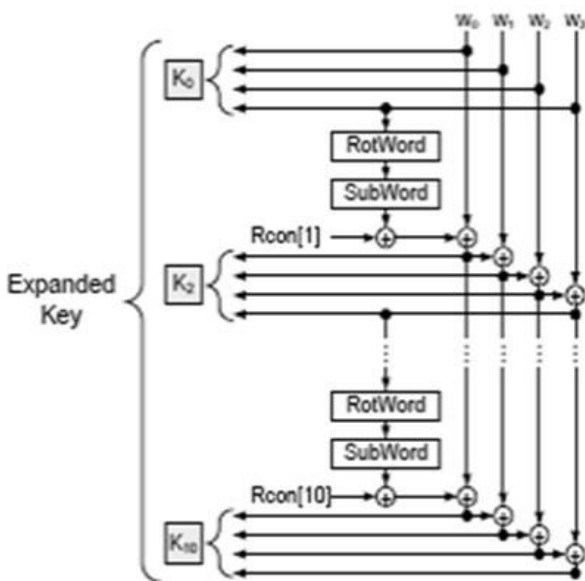 W₀ W₁ W₂ W₃
K₀
RotWord
SubWord
Rcon[1]
K₂
Expanded
Key
RotWord
SubWord
Rcon[10]
K₁₀